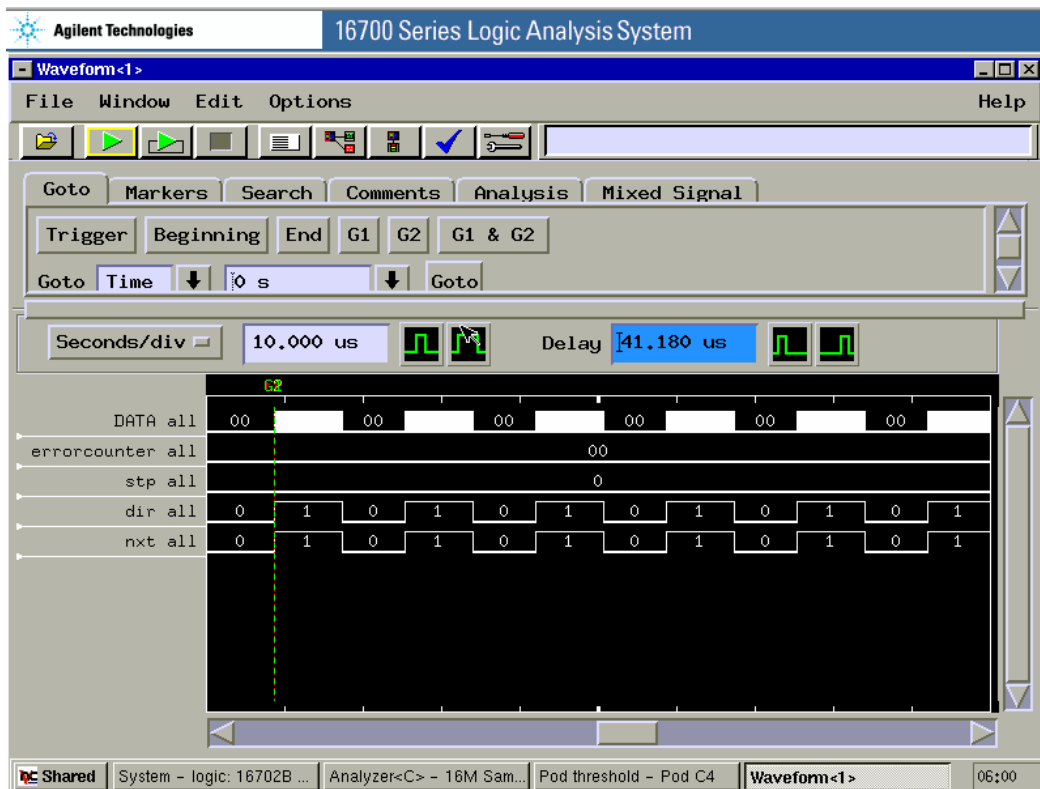 Agilent Technologies 16700 Series Logic Analysis System
Waveform<1>
File Window Edit Options Help
Goto Markers Search Comments Analysis Mixed Signal
Trigger Beginning End G1 G2 G1 & G2
Goto Time 0 s Goto
Seconds/div 10.000 us Delay 41.180 us
G2
DATA all 00 00 00 00 00 00
errorcounter all 00
stp all 0
dir all 0 1 0 1 0 1 0 1 0 1 0 1
nxt all 0 1 0 1 0 1 0 1 0 1 0 1
Shared System - logic: 16702B ... Analyzer<C> - 16M Sam... Pod threshold - Pod C4 Waveform<1> 06:00